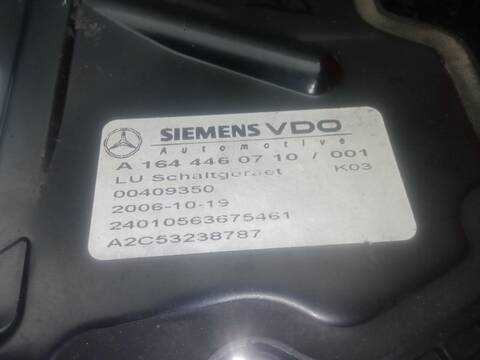 SIEMENS VDO
Automotive
A 164 446 07 10 / 001
LU Schaltgeraet K03
00409350
2006-10-19
24010563675461
A2C53238787